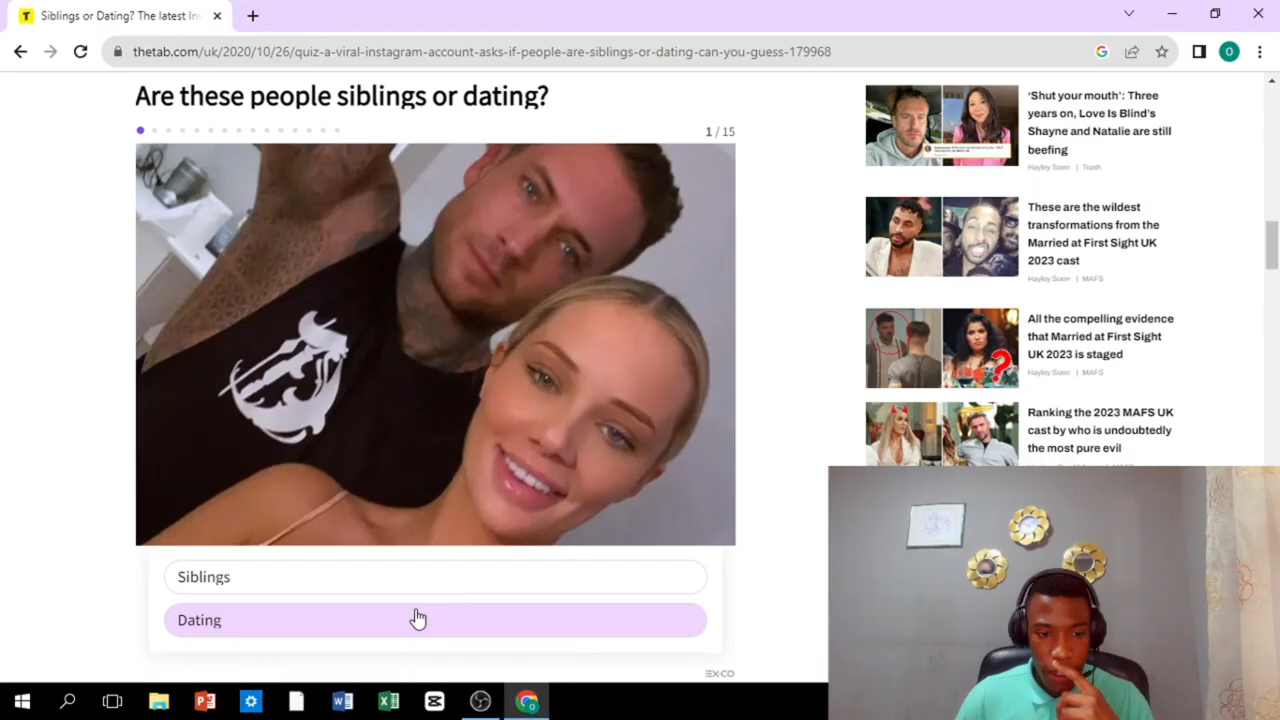 Siblings or Dating? The latest In
thetab.com/uk/2020/10/26/quiz-a-viral-instagram-account-asks-if-people-are-siblings-or-dating-can-you-guess-179968
Are these people siblings or dating?
1 / 15
Siblings
Dating
EX.CO
‘Shut your mouth’: Three
years on, Love Is Blind’s
Shayne and Natalie are still
beefing
Hayley Soen | Trash
These are the wildest
transformations from the
Married at First Sight UK
2023 cast
Hayley Soen | MAFS
All the compelling evidence
that Married at First Sight
UK 2023 is staged
Hayley Soen | MAFS
Ranking the 2023 MAFS UK
cast by who is undoubtedly
the most pure evil